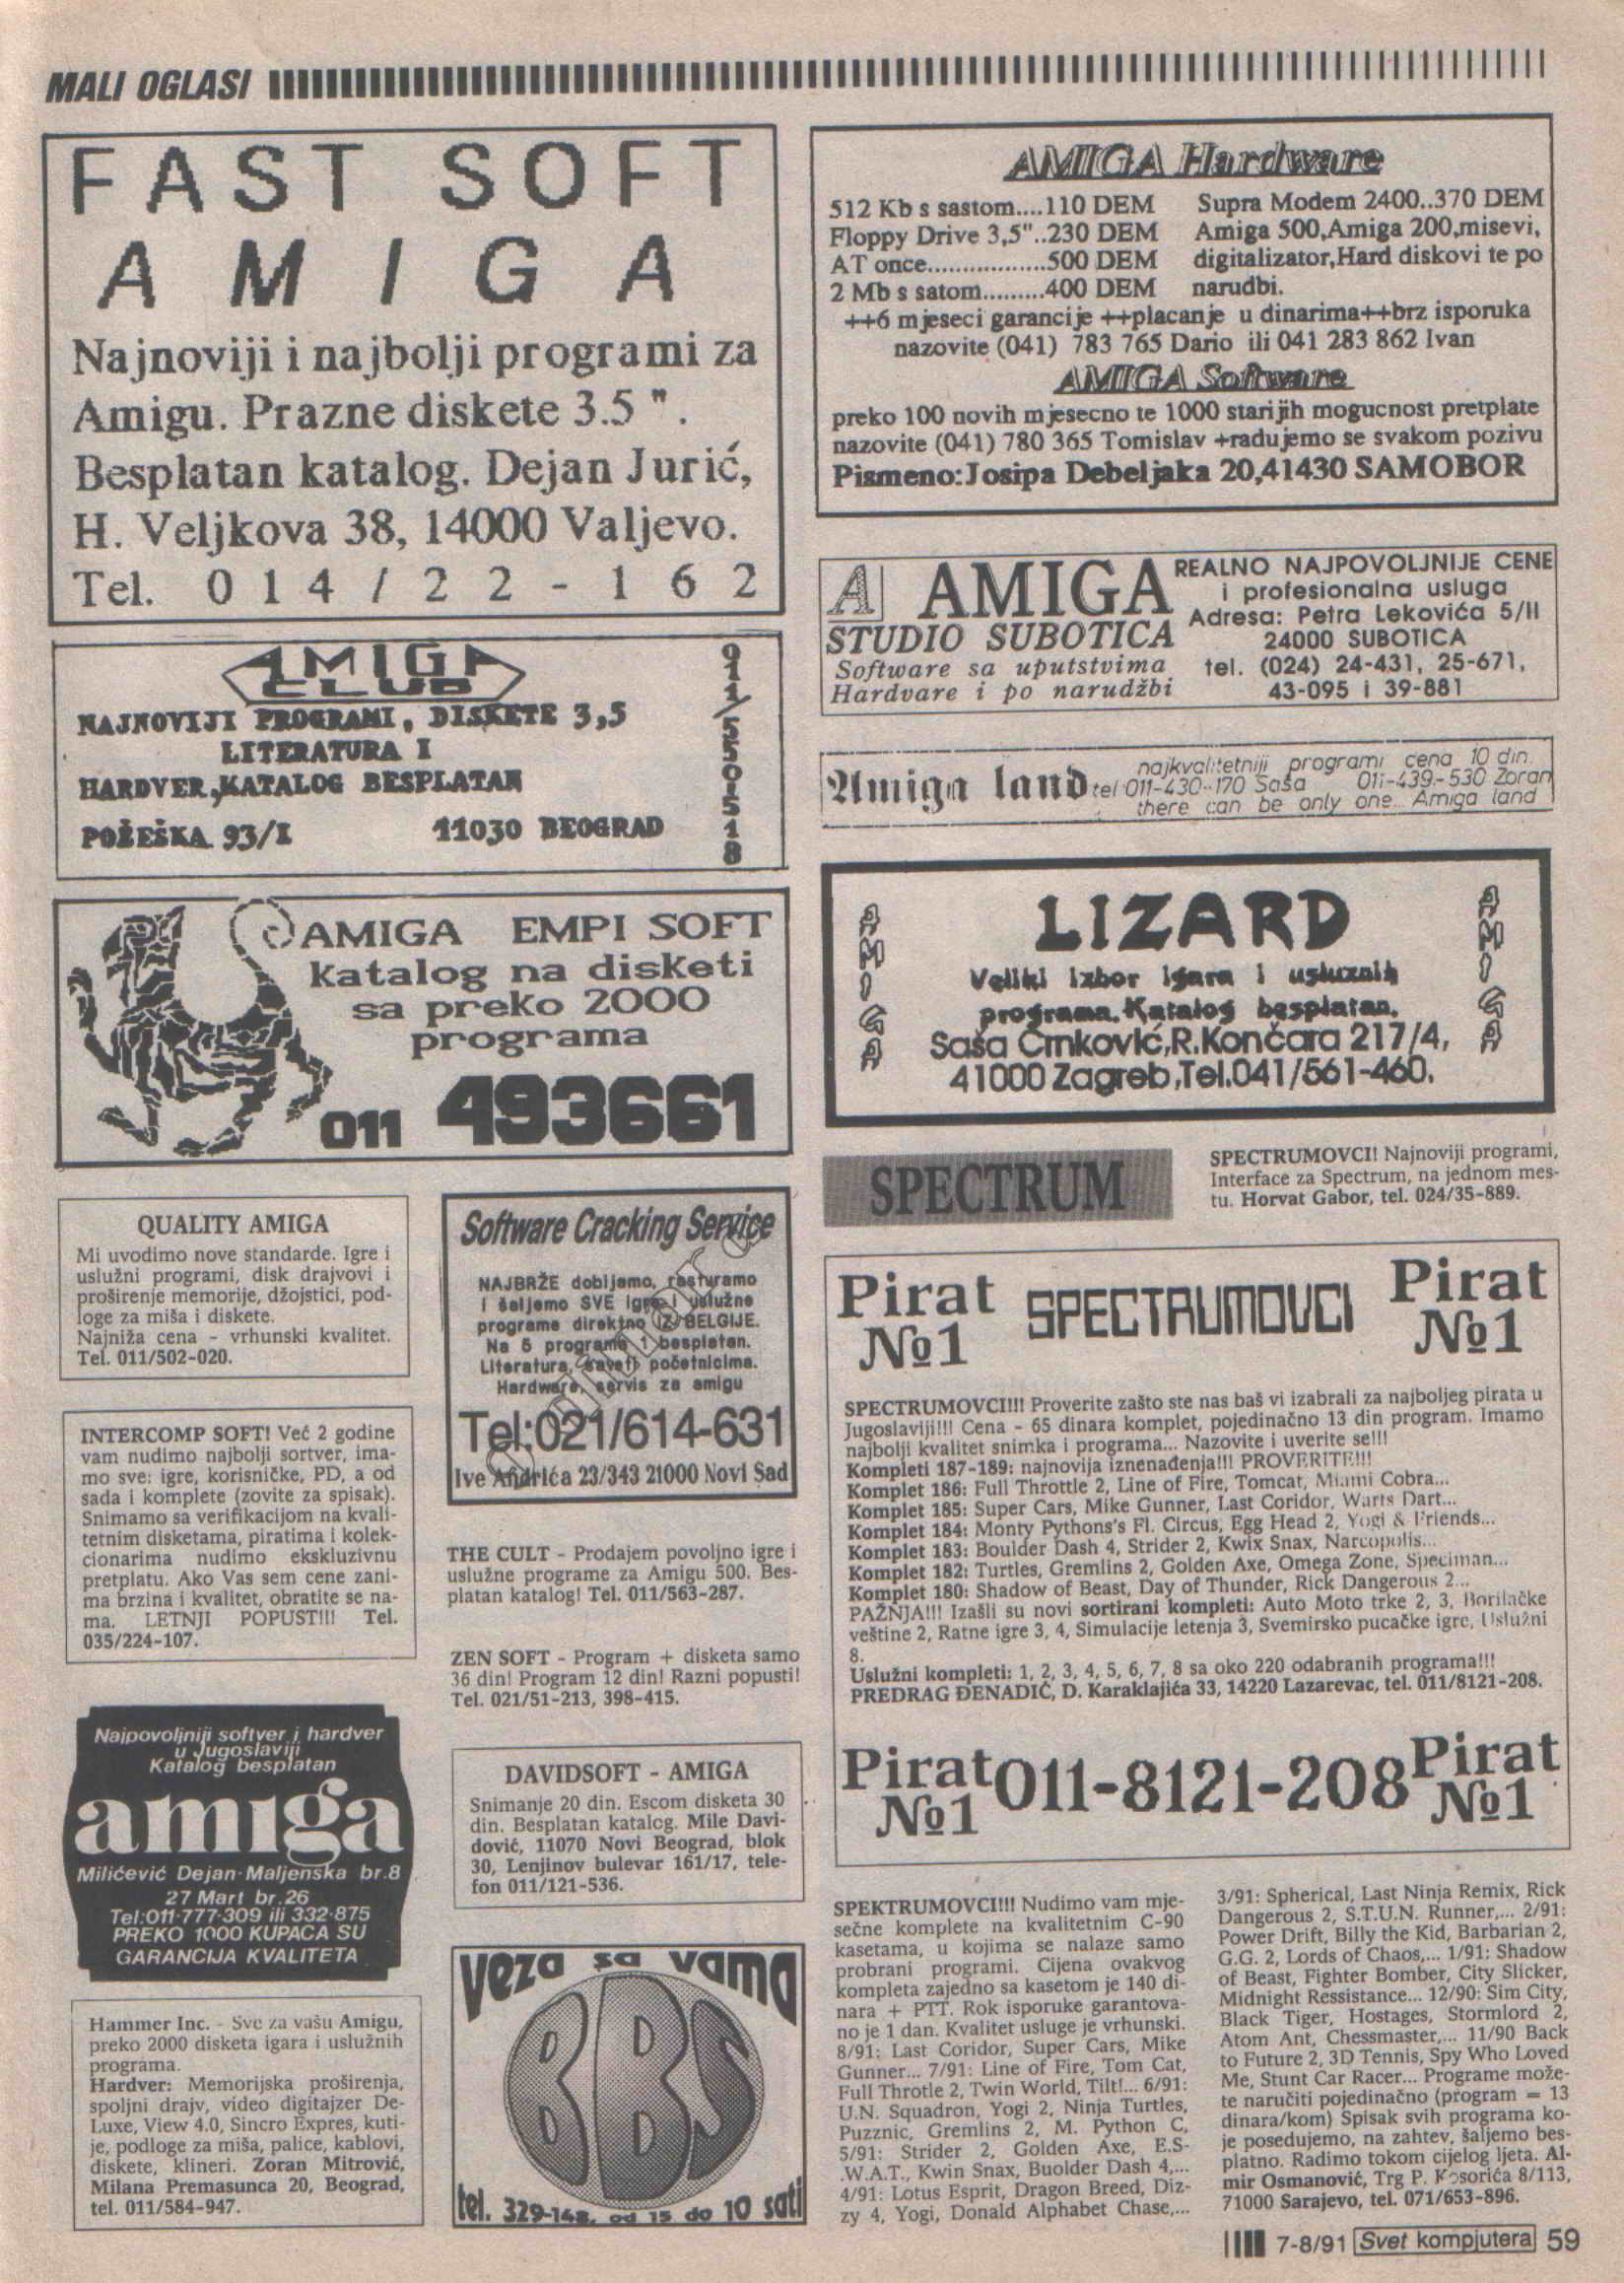 MALI OGLASI
FAST SOFT
AMIGA
Najnoviji i najbolji programi za
Amigu. Prazne diskete 3.5 ".
Besplatan katalog. Dejan Jurić,
H. Veljkova 38, 14000 Valjevo.
Tel. 014/22-162
AMIGA
CLUB
NAJNOVIJI PROGRAMI, DISKETE 3,5
LITERATURA I
HARDVER,KATALOG BESPLATAN
POŽEŠKA 93/I 11030 BEOGRAD
011/550-518
AMIGA EMPI SOFT
katalog na disketi
sa preko 2000
programa
011 493661
QUALITY AMIGA
Mi uvodimo nove standarde. Igre i
uslužni programi, disk drajvovi i
proširenje memorije, džojstici, pod-
loge za miša i diskete.
Najniža cena - vrhunski kvalitet.
Tel. 011/502-020.
INTERCOMP SOFT! Već 2 godine
vam nudimo najbolji sortver, ima-
mo sve: igre, korisničke, PD, a od
sada i komplete (zovite za spisak).
Snimamo sa verifikacijom na kvali-
tetnim disketama, piratima i kolek-
cionarima nudimo ekskluzivnu
pretplatu. Ako Vas sem cene zani-
ma brzina i kvalitet, obratite se na-
ma. LETNJI POPUST!!! Tel.
035/224-107.
Najpovoljniji softver i hardver
u Jugoslaviji
Katalog besplatan
amiga
Milićević Dejan-Maljenska br.8
27 Mart br.26
Tel:011-777-309 ili 332-875
PREKO 1000 KUPACA SU
GARANCIJA KVALITETA
Hammer Inc. - Sve za vašu Amigu,
preko 2000 disketa igara i uslužnih
programa.
Hardver: Memorijska proširenja,
spoljni drajv, video digitajzer De-
Luxe, View 4.0, Sincro Expres, kuti-
je, podloge za miša, palice, kablovi,
diskete, klineri. Zoran Mitrović,
Milana Premasunca 20, Beograd,
tel. 011/584-947.
Software Cracking Service
NAJBRŽE dobijamo, rasturamo
i šaljemo SVE igre i uslužne
programe direktno IZ BELGIJE.
Na 5 programa 1 besplatan.
Literatura, saveti početnicima.
Hardware, servis za amigu
Tel:021/614-631
Ive Andrića 23/343 21000 Novi Sad
THE CULT - Prodajem povoljno igre i
uslužne programe za Amigu 500. Bes-
platan katalog! Tel. 011/563-287.
ZEN SOFT - Program + disketa samo
36 din! Program 12 din! Razni popusti!
Tel. 021/51-213, 398-415.
DAVIDSOFT - AMIGA
Snimanje 20 din. Escom disketa 30
din. Besplatan katalog. Mile Davi-
dović, 11070 Novi Beograd, blok
30, Lenjinov bulevar 161/17, tele-
fon 011/121-536.
veza sa vama
BBS
tel. 329-148, od 15 do 10 sati
AMIGA Hardware
512 Kb s sastom....110 DEM Supra Modem 2400..370 DEM
Floppy Drive 3,5"..230 DEM Amiga 500,Amiga 200,misevi,
AT once.................500 DEM digitalizator,Hard diskovi te po
2 Mb s satom.........400 DEM narudbi.
++6 mjeseci garancije ++placanje u dinarima++brz isporuka
nazovite (041) 783 765 Dario ili 041 283 862 Ivan
AMIGA Software
preko 100 novih mjesecno te 1000 starijih mogucnost pretplate
nazovite (041) 780 365 Tomislav +radujemo se svakom pozivu
Pismeno:Josipa Debeljaka 20,41430 SAMOBOR
A AMIGA
STUDIO SUBOTICA
Software sa uputstvima
Hardvare i po narudžbi
REALNO NAJPOVOLJNIJE CENE
i profesionalna usluga
Adresa: Petra Lekovića 5/II
24000 SUBOTICA
tel. (024) 24-431, 25-671,
43-095 i 39-881
Amiga land
najkvalitetniji programi cena 10 din.
tel 011-430-170 Saša 011-439-530 Zoran
there can be only one... Amiga land
LIZARD
AMIGA
Veliki izbor igara i uslužnih
programa. Katalog besplatan.
Saša Crnković,R.Končara 217/4,
41000 Zagreb,Tel.041/561-460.
AMIGA
SPECTRUM
SPECTRUMOVCI! Najnoviji programi,
Interface za Spectrum, na jednom mes-
tu. Horvat Gabor, tel. 024/35-889.
Pirat №1 SPECTRUMOVCI Pirat №1
SPECTRUMOVCI!!! Proverite zašto ste nas baš vi izabrali za najboljeg pirata u
Jugoslaviji!!! Cena - 65 dinara komplet, pojedinačno 13 din program. Imamo
najbolji kvalitet snimka i programa... Nazovite i uverite se!!!
Kompleti 187-189: najnovija iznenađenja!!! PROVERITE!!!
Komplet 186: Full Throttle 2, Line of Fire, Tomcat, Miami Cobra...
Komplet 185: Super Cars, Mike Gunner, Last Coridor, Warts Dart...
Komplet 184: Monty Pythons's Fl. Circus, Egg Head 2, Yogi & Friends...
Komplet 183: Boulder Dash 4, Strider 2, Kwix Snax, Narcopolis...
Komplet 182: Turtles, Gremlins 2, Golden Axe, Omega Zone, Speciman...
Komplet 180: Shadow of Beast, Day of Thunder, Rick Dangerous 2...
PAŽNJA!!! Izašli su novi sortirani kompleti: Auto Moto trke 2, 3, Borilačke
veštine 2, Ratne igre 3, 4, Simulacije letenja 3, Svemirsko pucačke igre, Uslužni
8.
Uslužni kompleti: 1, 2, 3, 4, 5, 6, 7, 8 sa oko 220 odabranih programa!!!
PREDRAG ĐENADIĆ, D. Karaklajića 33, 14220 Lazarevac, tel. 011/8121-208.
Pirat №1 011-8121-208 Pirat №1
SPEKTRUMOVCI!!! Nudimo vam mje-
sečne komplete na kvalitetnim C-90
kasetama, u kojima se nalaze samo
probrani programi. Cijena ovakvog
kompleta zajedno sa kasetom je 140 di-
nara + PTT. Rok isporuke garantova-
no je 1 dan. Kvalitet usluge je vrhunski.
8/91: Last Coridor, Super Cars, Mike
Gunner... 7/91: Line of Fire, Tom Cat,
Full Throtle 2, Twin World, Tilt!... 6/91:
U.N. Squadron, Yogi 2, Ninja Turtles,
Puzznic, Gremlins 2, M. Python C,
5/91: Strider 2, Golden Axe, E.S-
.W.A.T., Kwin Snax, Buolder Dash 4,...
4/91: Lotus Esprit, Dragon Breed, Diz-
zy 4, Yogi, Donald Alphabet Chase,...
3/91: Spherical, Last Ninja Remix, Rick
Dangerous 2, S.T.U.N. Runner,... 2/91:
Power Drift, Billy the Kid, Barbarian 2,
G.G. 2, Lords of Chaos,... 1/91: Shadow
of Beast, Fighter Bomber, City Slicker,
Midnight Ressistance... 12/90: Sim City,
Black Tiger, Hostages, Stormlord 2,
Atom Ant, Chessmaster,... 11/90 Back
to Future 2, 3D Tennis, Spy Who Loved
Me, Stunt Car Racer... Programe može-
te naručiti pojedinačno (program = 13
dinara/kom) Spisak svih programa ko-
je posedujemo, na zahtev, šaljemo bes-
platno. Radimo tokom cijelog ljeta. Al-
mir Osmanović, Trg P. Kosorića 8/113,
71000 Sarajevo, tel. 071/653-896.
7-8/91 Svet kompjutera 59